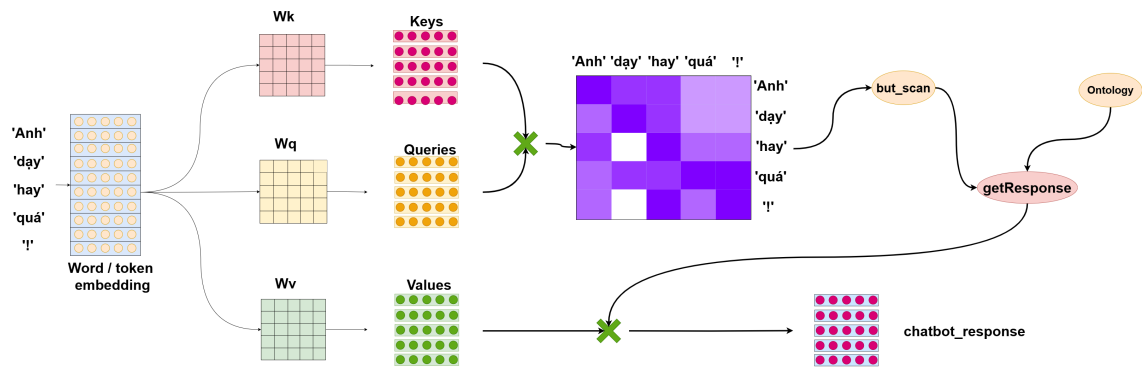 Wk
Keys
'Anh' 'dạy' 'hay' 'quá' '!'
'Anh'
'dạy'
'hay'
'quá'
'!'
but_scan
Ontology
getResponse
'Anh'
'dạy'
'hay'
'quá'
'!'
Word / token
embedding
Wq
Queries
Wv
Values
chatbot_response